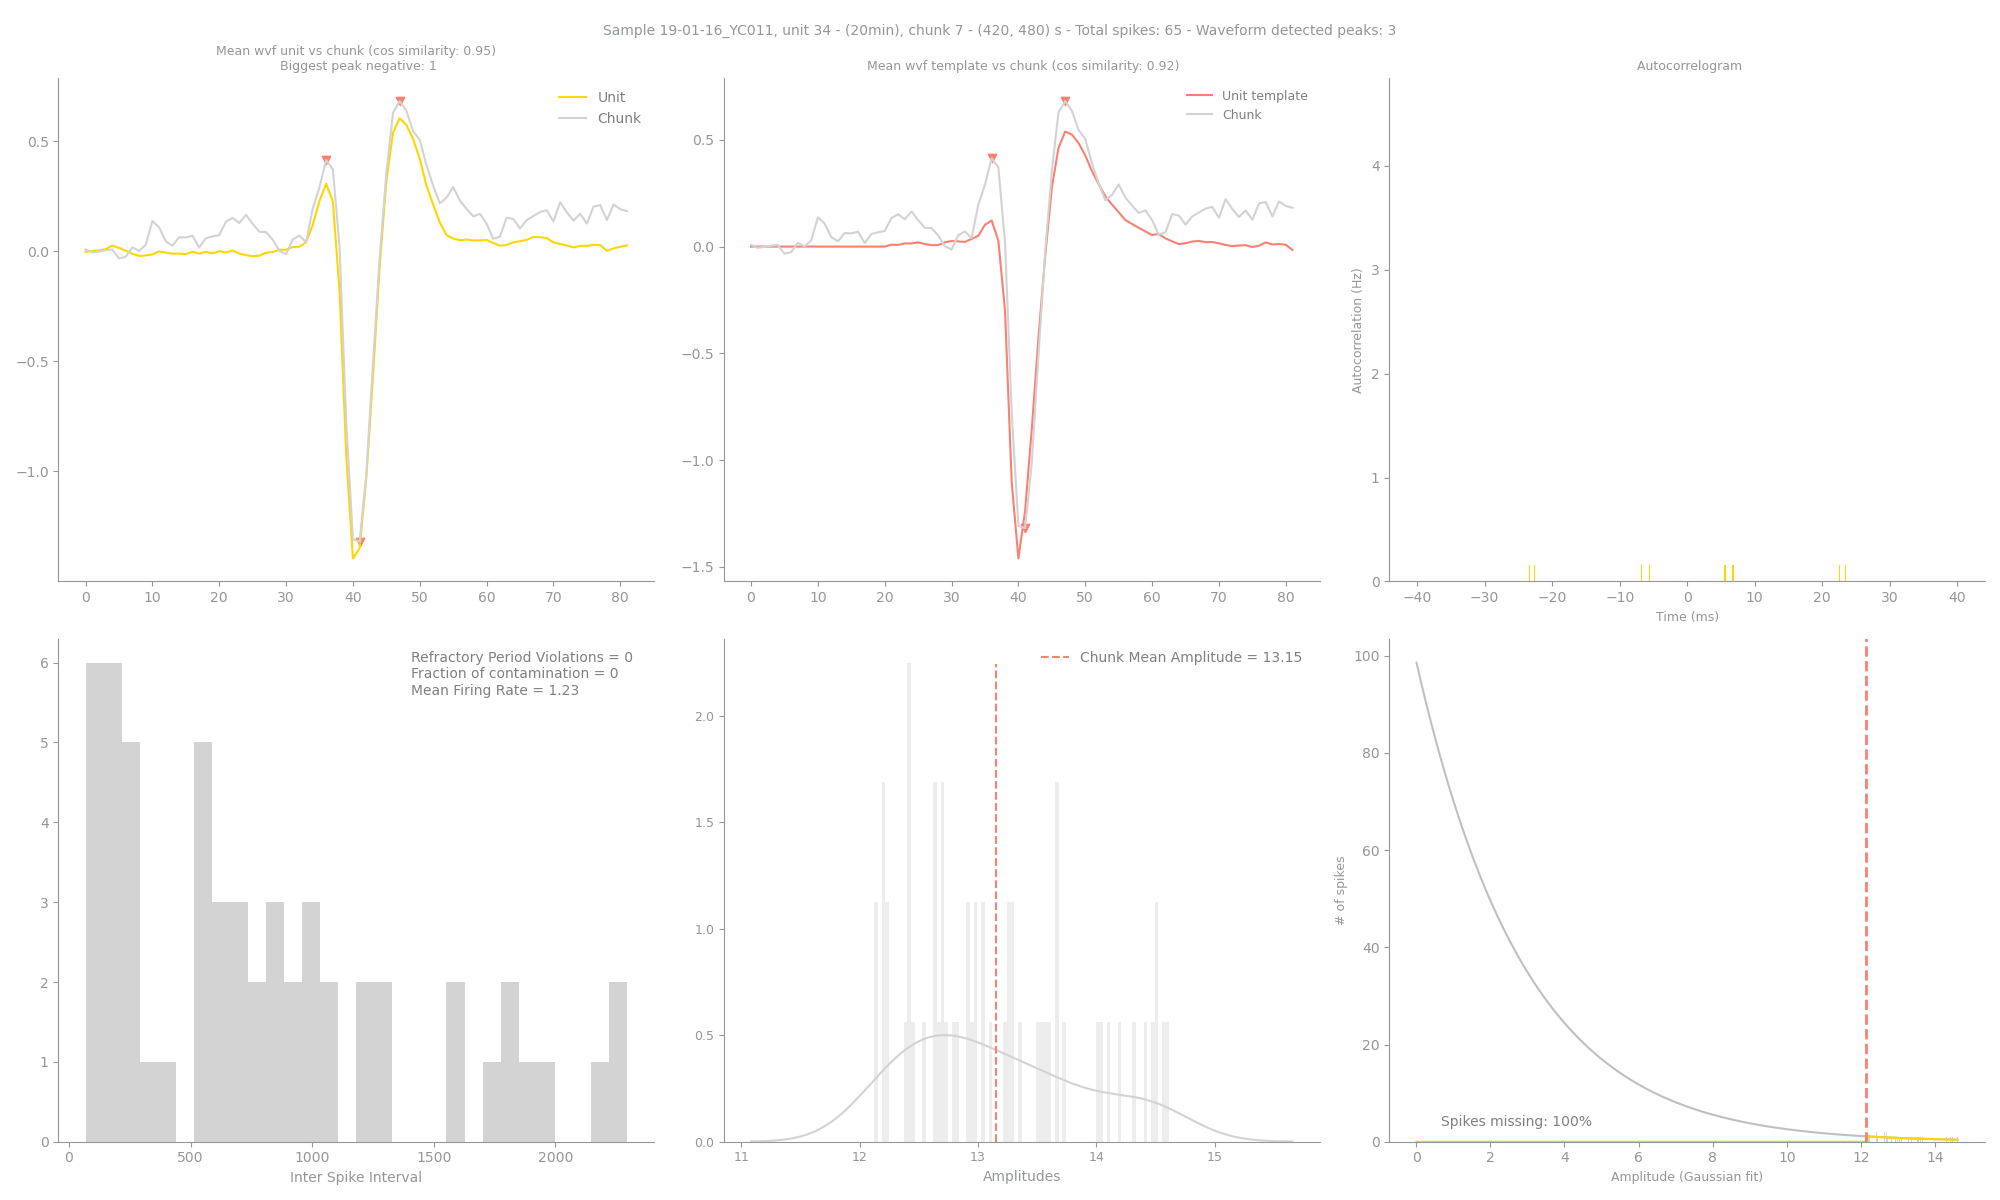 Sample 19-01-16_YC011, unit 34 - (20min), chunk 7 - (420, 480) s - Total spikes: 65 - Waveform detected peaks: 3
Mean wvf unit vs chunk (cos similarity: 0.95)
Biggest peak negative: 1
Unit
Chunk
0.5
0.0
−0.5
−1.0
0 10 20 30 40 50 60 70 80
Mean wvf template vs chunk (cos similarity: 0.92)
Unit template
Chunk
0.5
0.0
−0.5
−1.0
−1.5
0 10 20 30 40 50 60 70 80
Autocorrelogram
Autocorrelation (Hz)
4
3
2
1
0
−40 −30 −20 −10 0 10 20 30 40
Time (ms)
Refractory Period Violations = 0
Fraction of contamination = 0
Mean Firing Rate = 1.23
6
5
4
3
2
1
0
0 500 1000 1500 2000
Inter Spike Interval
Chunk Mean Amplitude = 13.15
2.0
1.5
1.0
0.5
0.0
11 12 13 14 15
Amplitudes
# of spikes
100
80
60
40
20
0
Spikes missing: 100%
0 2 4 6 8 10 12 14
Amplitude (Gaussian fit)